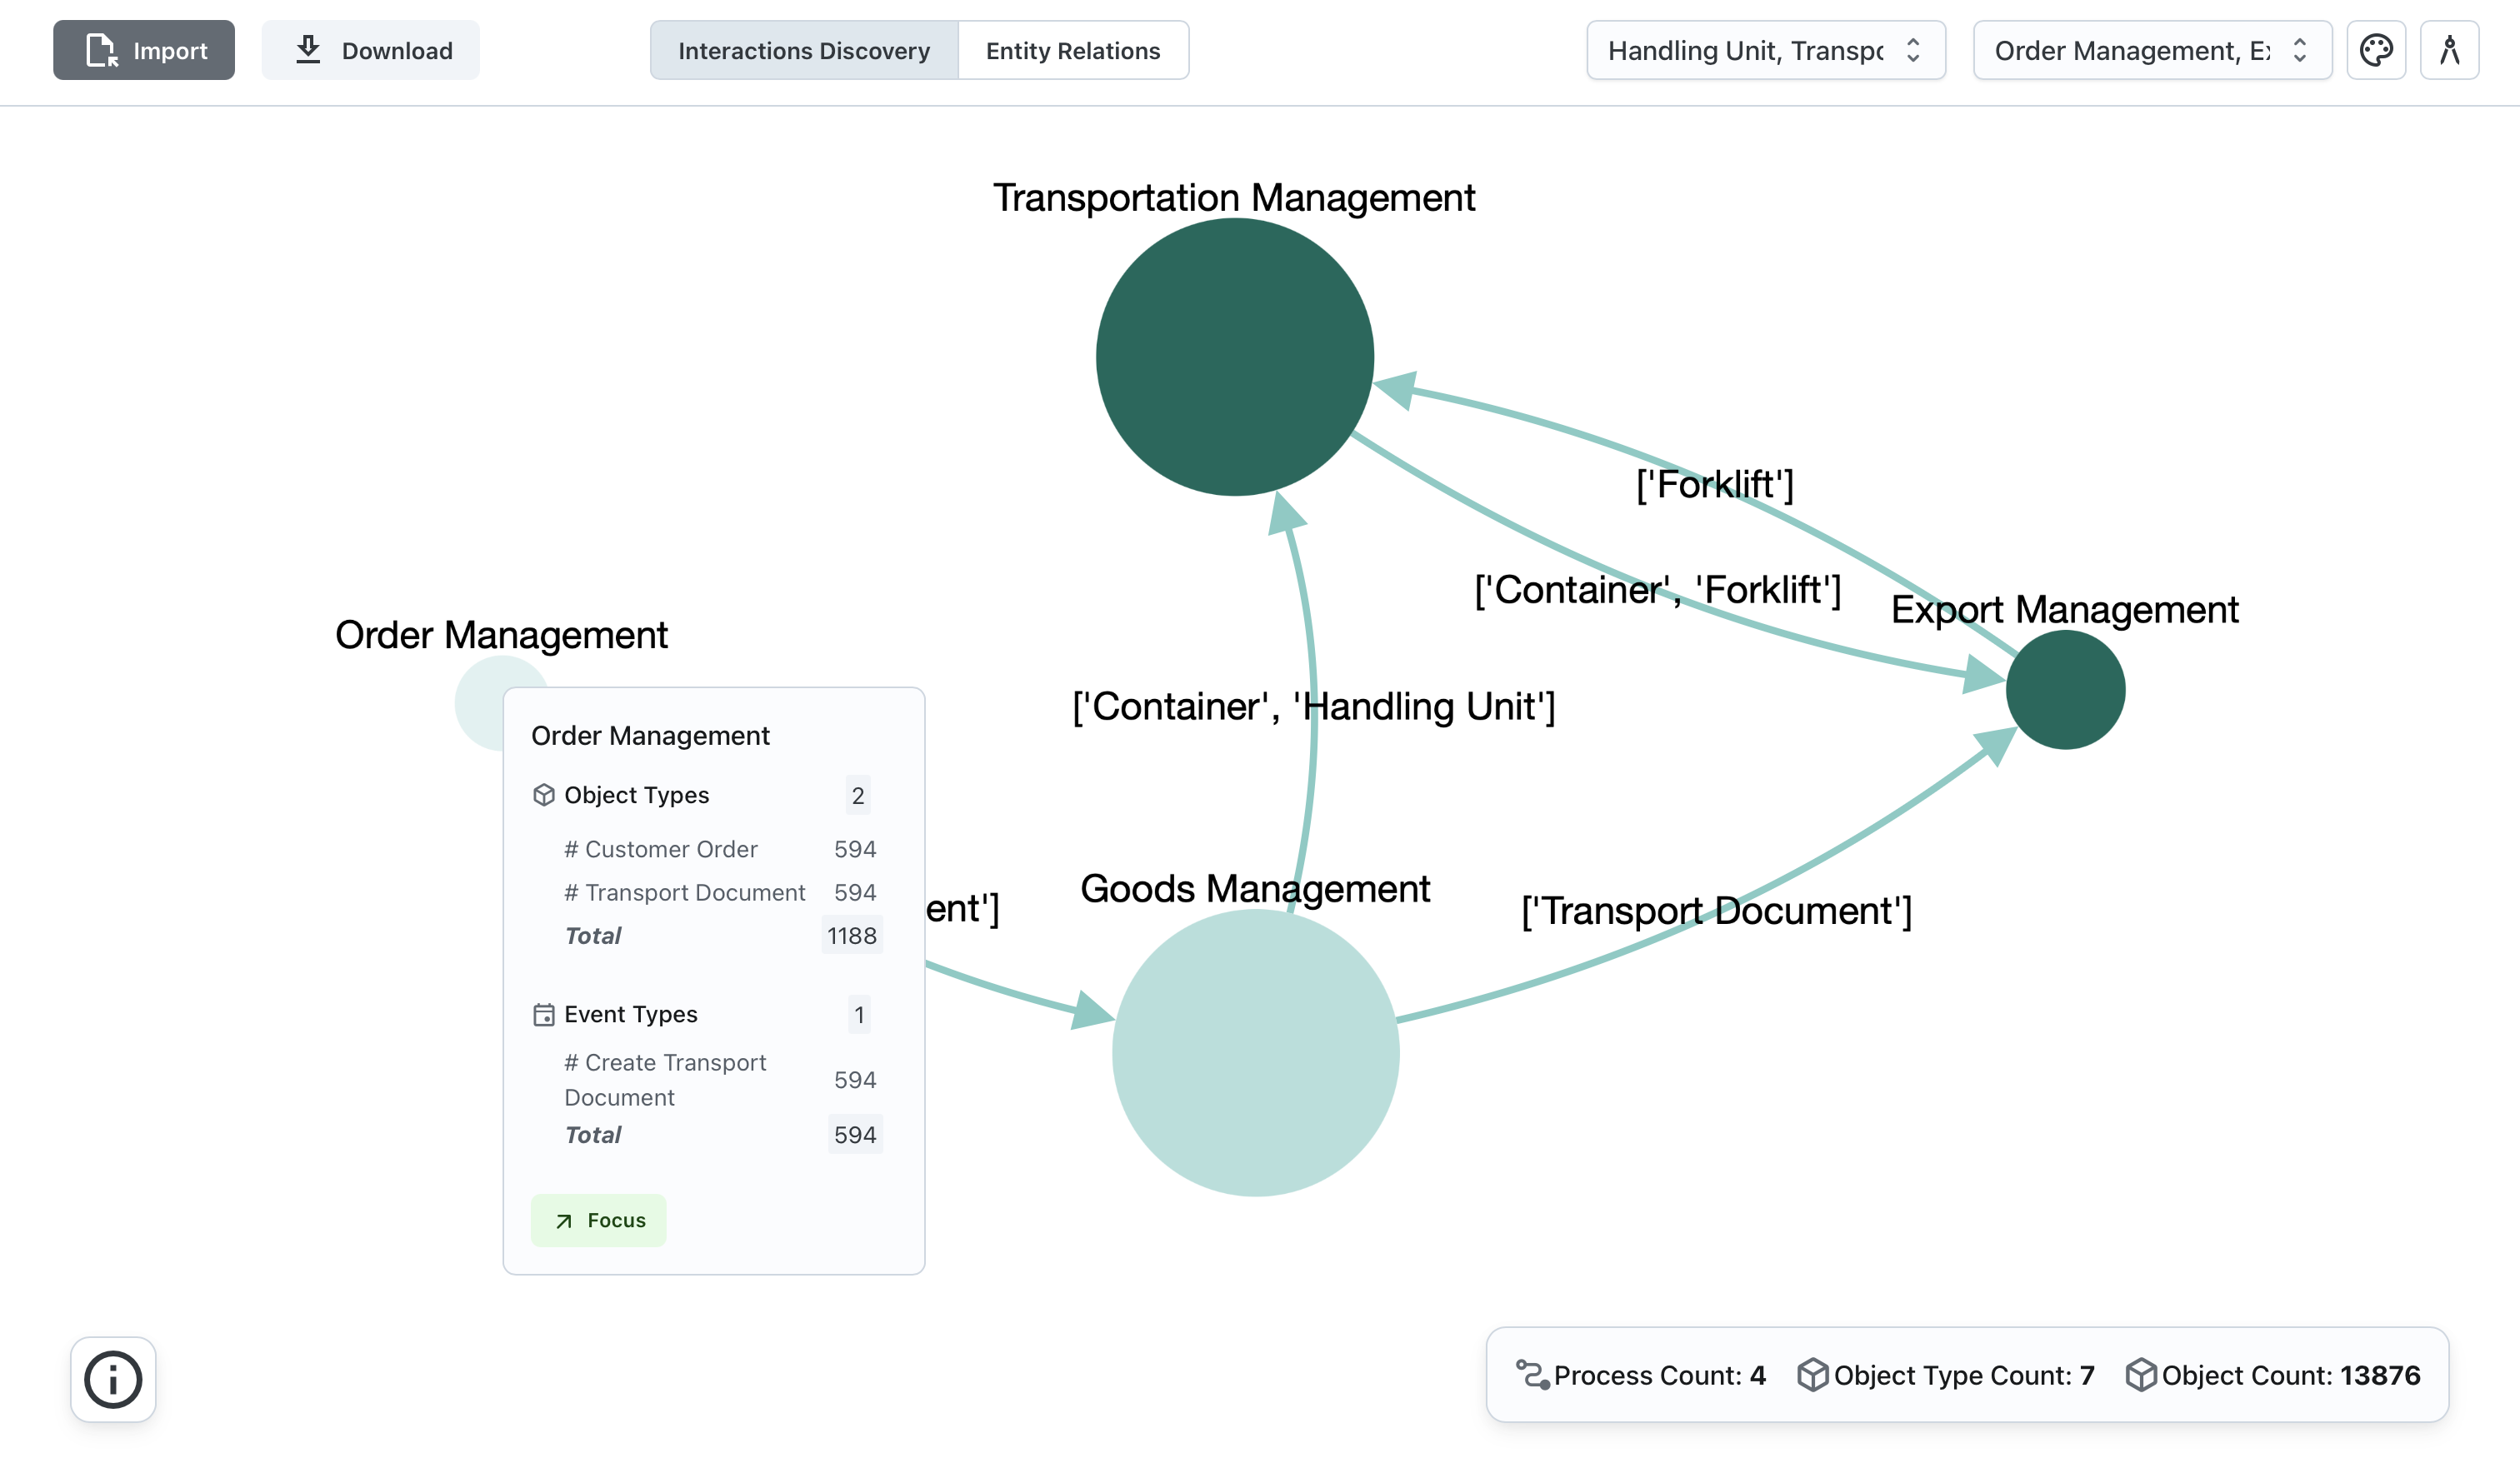 Import
Download
Interactions Discovery
Entity Relations
Handling Unit, Transpo
Order Management, Ex
Transportation Management
['Forklift']
['Container', 'Forklift']
Export Management
Order Management
['Container', 'Handling Unit']
Order Management
Object Types 2
# Customer Order 594
# Transport Document 594
Total 1188
Event Types 1
# Create Transport
Document 594
Total 594
Focus
ent']
Goods Management
['Transport Document']
Process Count: 4
Object Type Count: 7
Object Count: 13876